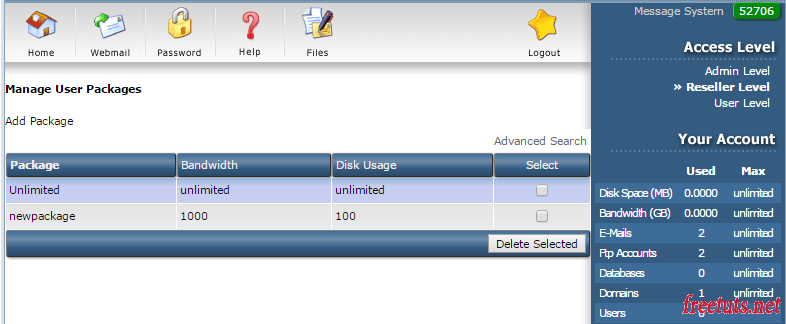 Home Webmail Password Help Files Logout
Manage User Packages
Add Package
Advanced Search
Package Bandwidth Disk Usage Select
Unlimited unlimited unlimited
newpackage 1000 100
Delete Selected
Message System 52706
Access Level
Admin Level
» Reseller Level
User Level
Your Account
Used Max
Disk Space (MB) 0.0000 unlimited
Bandwidth (GB) 0.0000 unlimited
E-Mails 2 unlimited
Ftp Accounts 2 unlimited
Databases 0 unlimited
Domains 1 unlimited
Users unlimited
freetuts.net